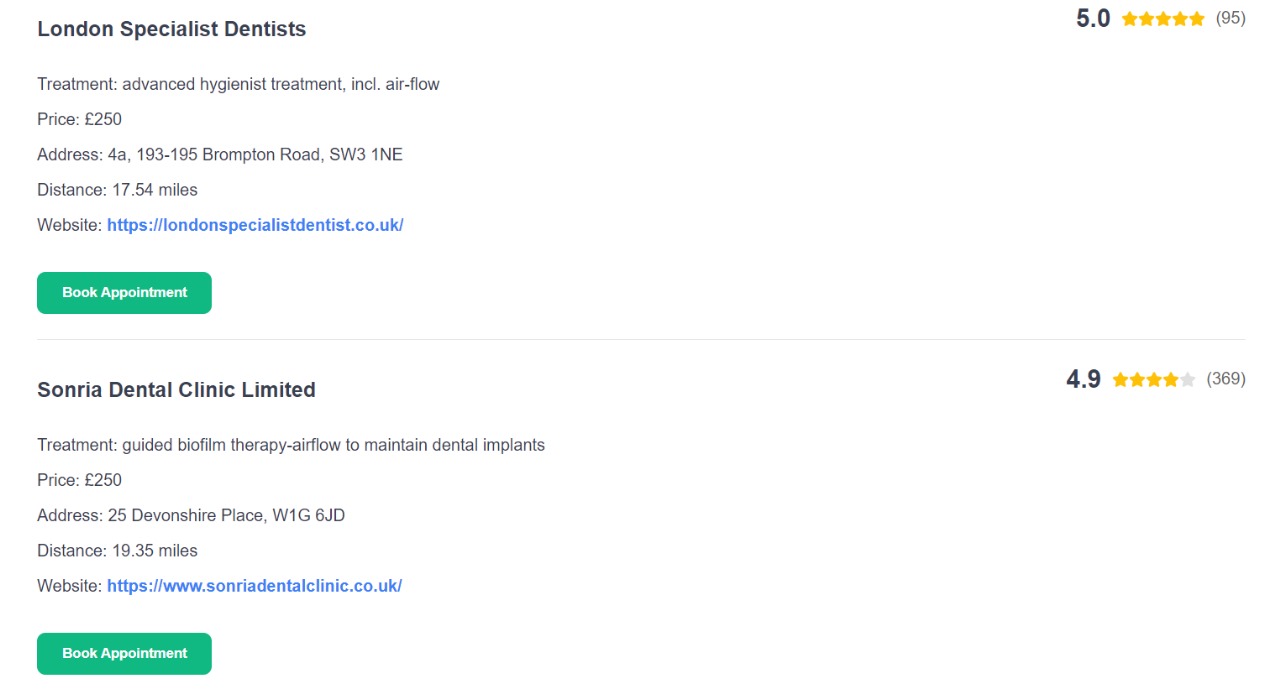 London Specialist Dentists
5.0 (95)
Treatment: advanced hygienist treatment, incl. air-flow
Price: £250
Address: 4a, 193-195 Brompton Road, SW3 1NE
Distance: 17.54 miles
Website: https://londonspecialistdentist.co.uk/
Book Appointment
Sonria Dental Clinic Limited
4.9 (369)
Treatment: guided biofilm therapy-airflow to maintain dental implants
Price: £250
Address: 25 Devonshire Place, W1G 6JD
Distance: 19.35 miles
Website: https://www.sonriadentalclinic.co.uk/
Book Appointment